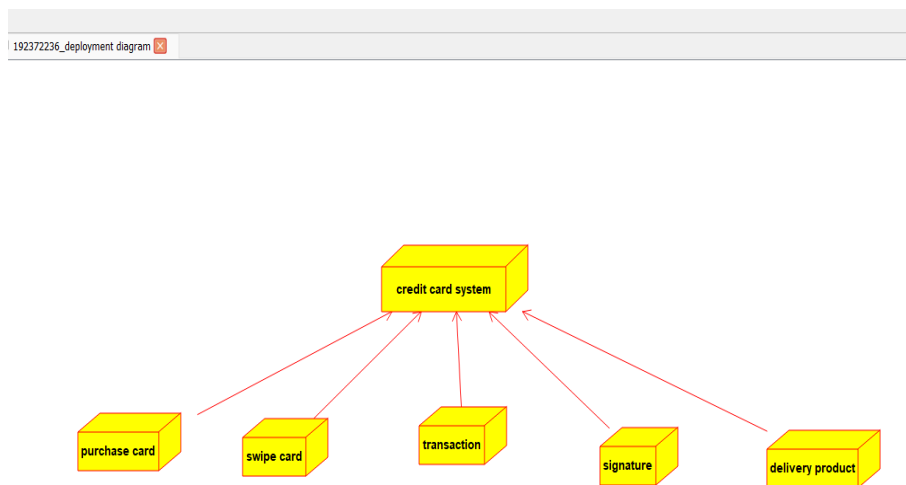 192372236_deployment diagram
credit card system
purchase card
swipe card
transaction
signature
delivery product